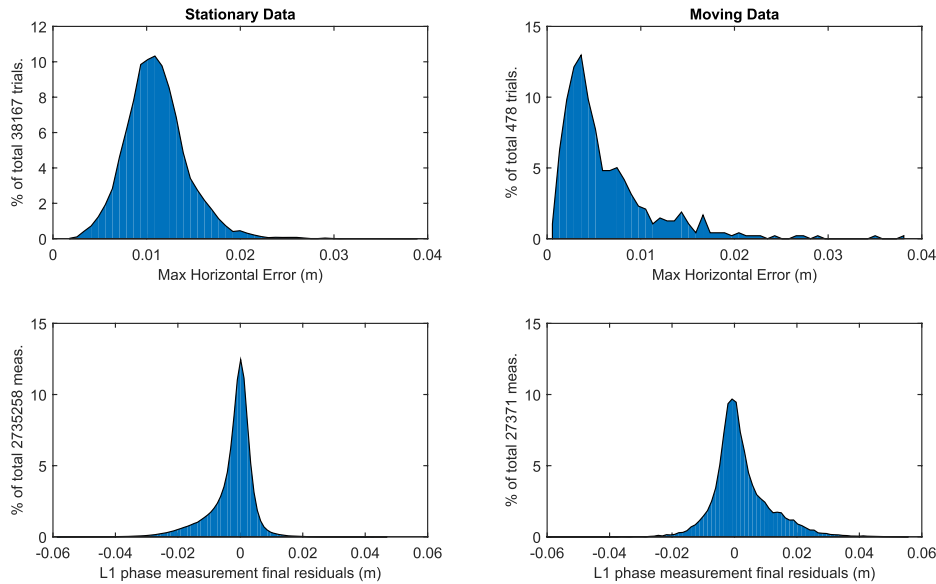 Stationary Data
12
10
8
6
4
2
0
% of total 38167 trials.
0 0.01 0.02 0.03 0.04
Max Horizontal Error (m)
Moving Data
15
10
5
0
% of total 478 trials.
0 0.01 0.02 0.03 0.04
Max Horizontal Error (m)
15
10
5
0
% of total 2735258 meas.
-0.06 -0.04 -0.02 0 0.02 0.04 0.06
L1 phase measurement final residuals (m)
15
10
5
0
% of total 27371 meas.
-0.06 -0.04 -0.02 0 0.02 0.04 0.06
L1 phase measurement final residuals (m)